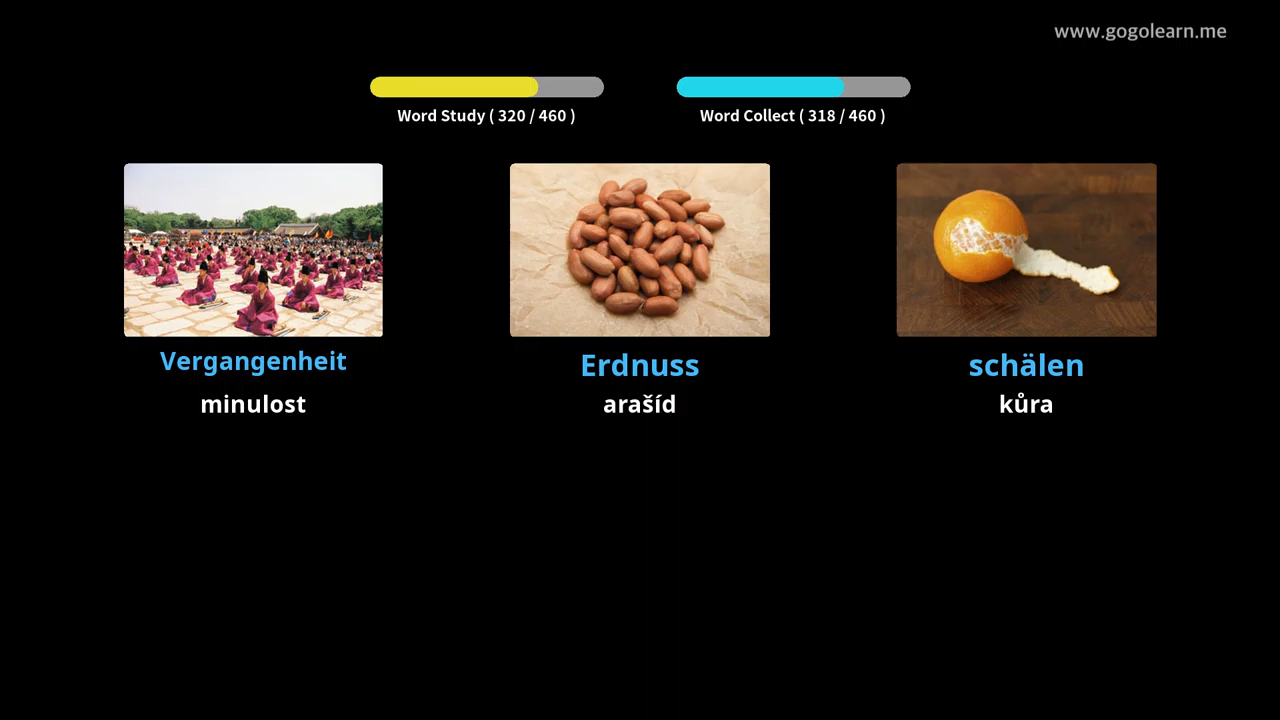 www.gogolearn.me
Word Study ( 320 / 460 )
Word Collect ( 318 / 460 )
Vergangenheit
minulost
Erdnuss
arašíd
schälen
kůra